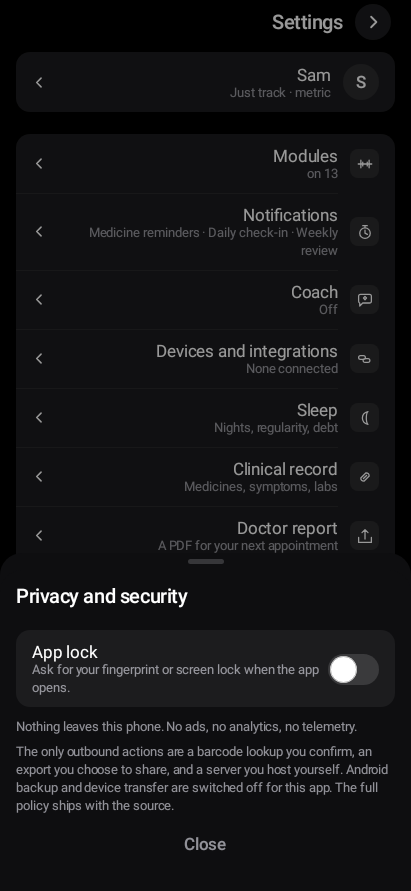 Settings
Sam
Just track · metric
S
Modules
on 13
Notifications
Medicine reminders · Daily check-in · Weekly
review
Coach
Off
Devices and integrations
None connected
Sleep
Nights, regularity, debt
Clinical record
Medicines, symptoms, labs
Doctor report
A PDF for your next appointment
Privacy and security
App lock
Ask for your fingerprint or screen lock when the app
opens.
Nothing leaves this phone. No ads, no analytics, no telemetry.
The only outbound actions are a barcode lookup you confirm, an
export you choose to share, and a server you host yourself. Android
backup and device transfer are switched off for this app. The full
policy ships with the source.
Close